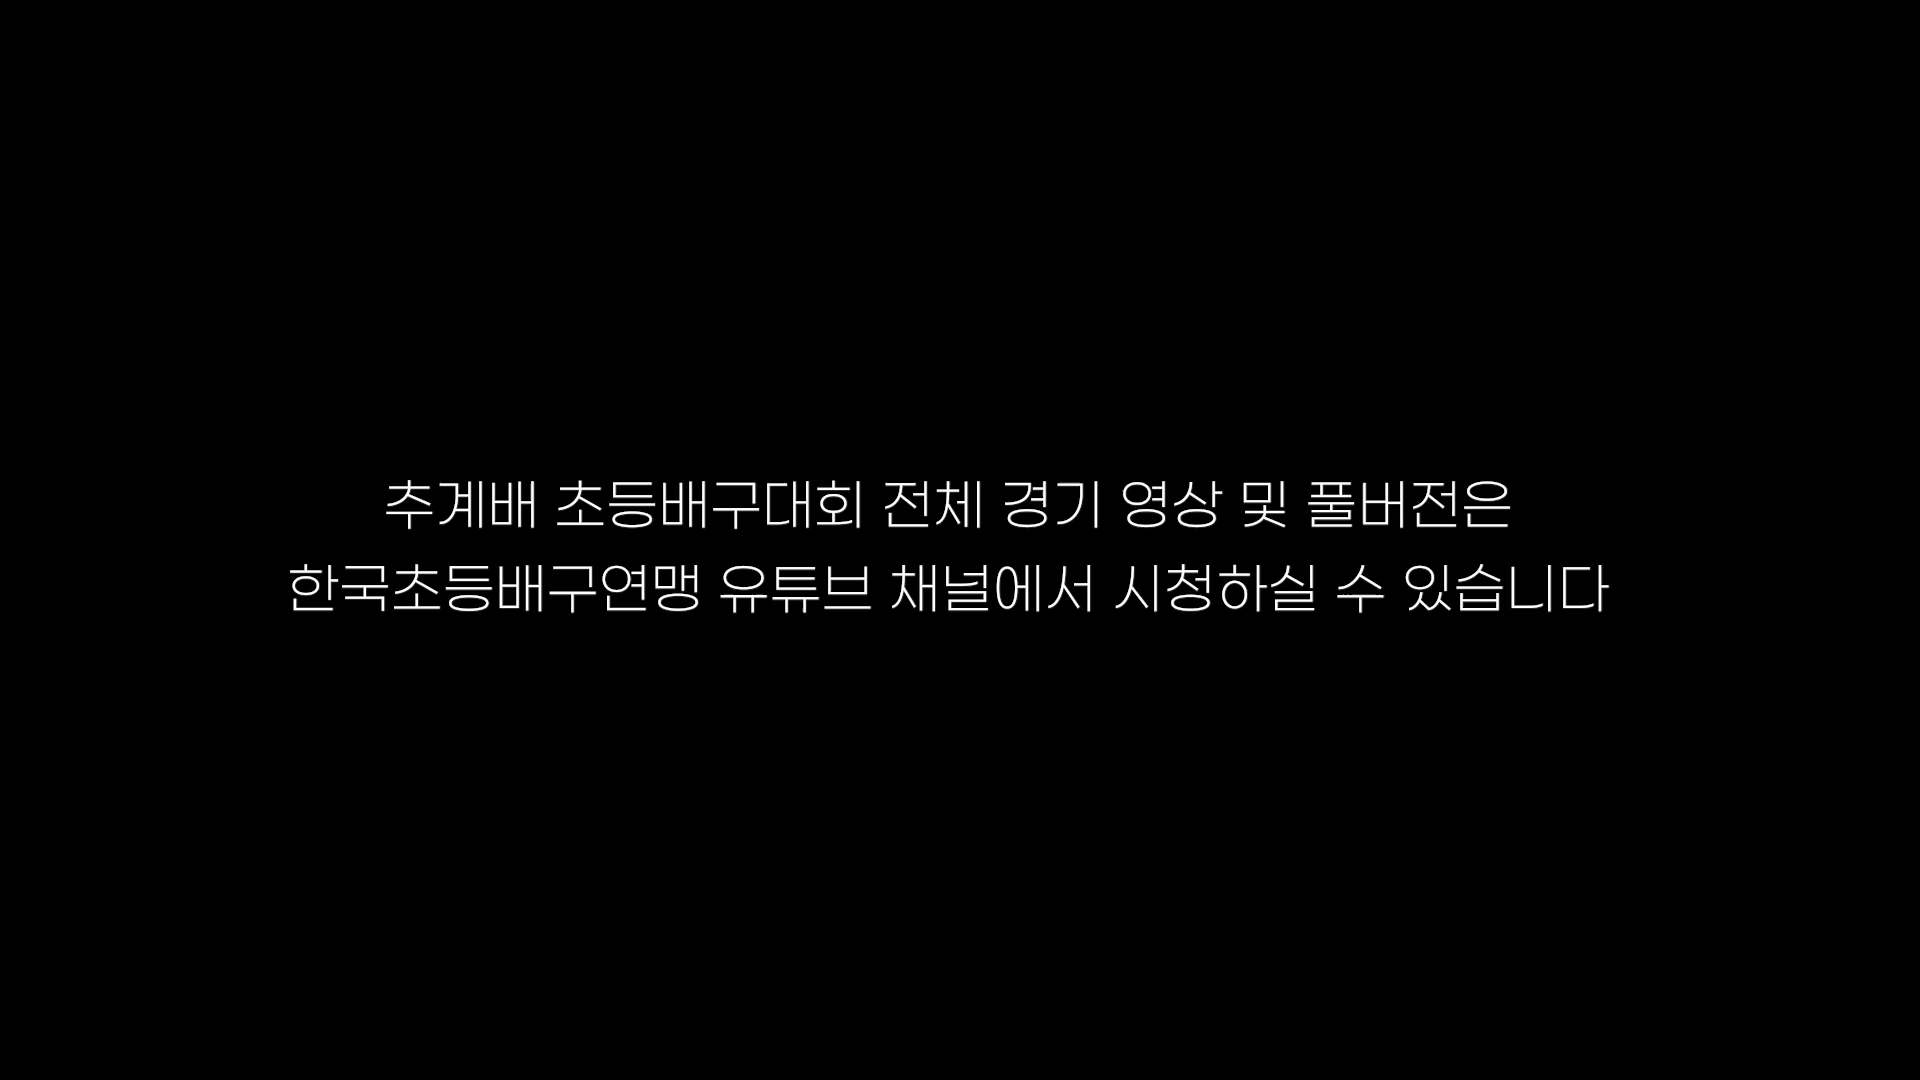 추계배 초등배구대회 전체 경기 영상 및 풀버전은
한국초등배구연맹 유튜브 채널에서 시청하실 수 있습니다